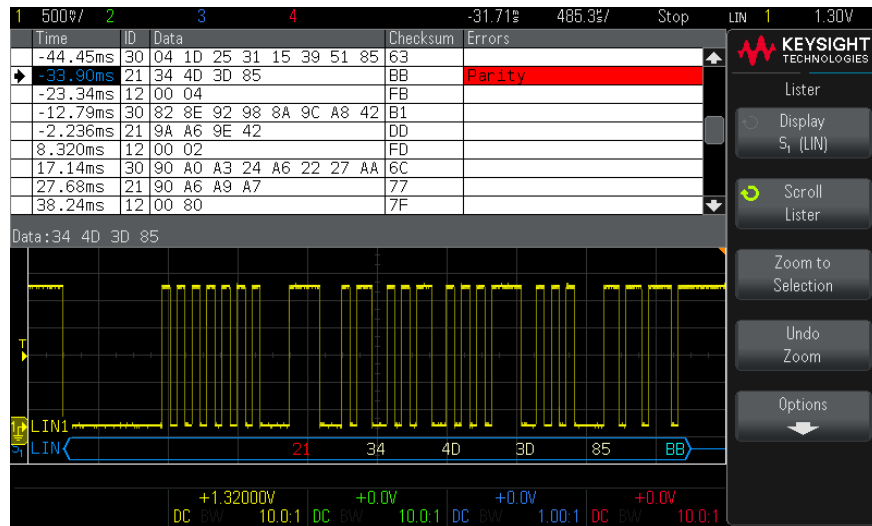 1 500㎷/ 2 3 4 -31.71㎳ 485.3㎲/ Stop LIN 1 1.30V
Time ID Data Checksum Errors
-44.45ms 30 04 1D 25 31 15 39 51 85 63
-33.90ms 21 34 4D 3D 85 BB Parity
-23.34ms 12 00 04 FB
-12.79ms 30 82 8E 92 98 8A 9C A8 42 B1
-2.236ms 21 9A A6 9E 42 DD
8.320ms 12 00 02 FD
17.14ms 30 90 A0 A3 24 A6 22 27 AA 6C
27.68ms 21 90 A6 A9 A7 77
38.24ms 12 00 80 7F
Data:34 4D 3D 85
T
LIN1
S₁ LIN 21 34 4D 3D 85 BB
+1.32000V +0.0V +0.0V +0.0V
DC BW 10.0:1 DC BW 10.0:1 DC BW 1.00:1 DC BW 10.0:1
KEYSIGHT
TECHNOLOGIES
Lister
Display
S₁ (LIN)
Scroll
Lister
Zoom to
Selection
Undo
Zoom
Options